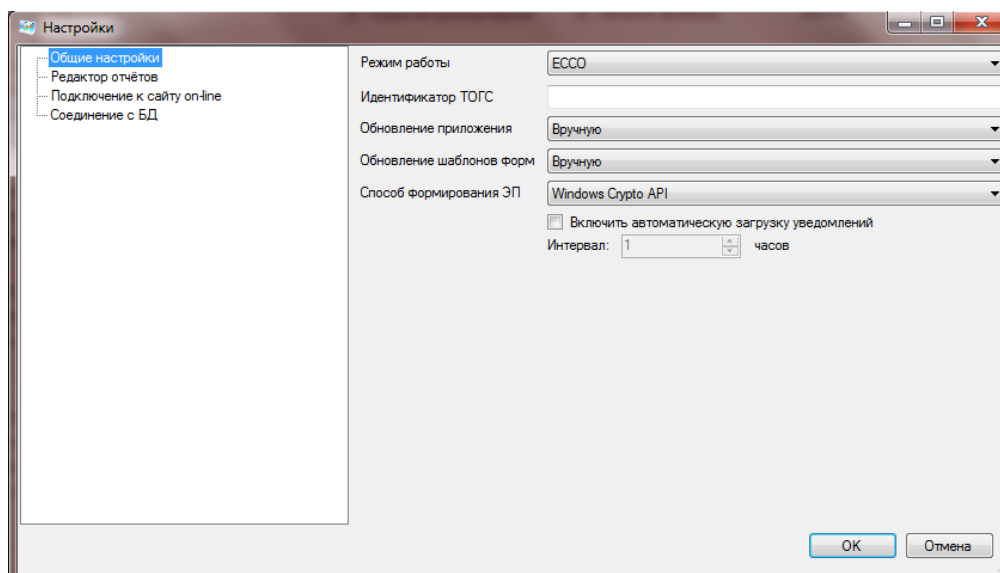 Настройки
Общие настройки
Редактор отчётов
Подключение к сайту on-line
Соединение с БД
Режим работы
ЕССО
Идентификатор ТОГС
Обновление приложения
Вручную
Обновление шаблонов форм
Вручную
Способ формирования ЭП
Windows Crypto API
Включить автоматическую загрузку уведомлений
Интервал: 1 часов
OK
Отмена